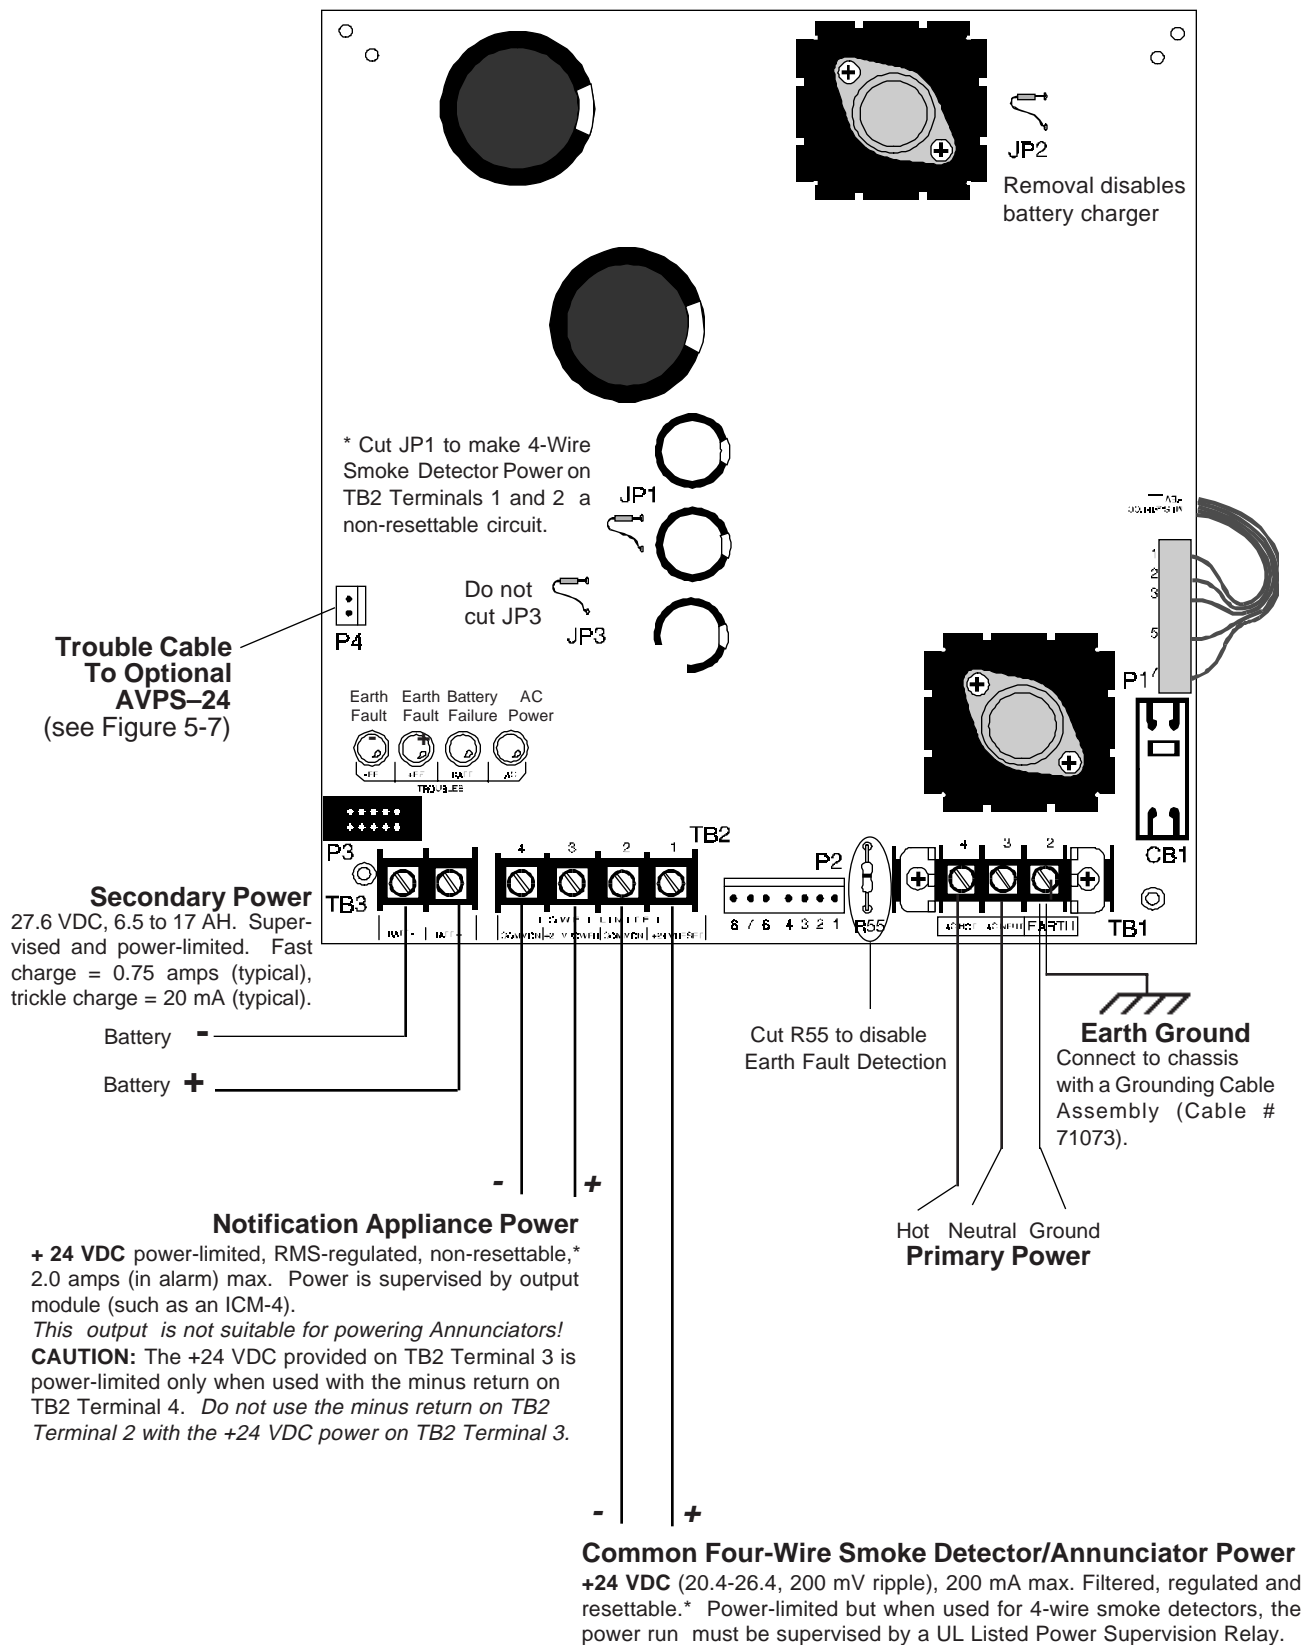 JP2
Removal disables
battery charger
* Cut JP1 to make 4-Wire
Smoke Detector Power on
TB2 Terminals 1 and 2 a
non-resettable circuit.
JP1
Do not
cut JP3
JP3
P4
Trouble Cable
To Optional
AVPS–24
(see Figure 5-7)
1
2
3
5
7
P1
Earth Earth Battery AC
Fault Fault Failure Power
- +
BATT AC
TROUBLES
P3
TB3
4 3 2 1
TB2
P2
8 7 6 4 3 2 1
R55
4 3 2
EARTH
TB1
CB1
Secondary Power
27.6 VDC, 6.5 to 17 AH. Super-
vised and power-limited. Fast
charge = 0.75 amps (typical),
trickle charge = 20 mA (typical).
Battery -
Battery +
Cut R55 to disable
Earth Fault Detection
Earth Ground
Connect to chassis
with a Grounding Cable
Assembly (Cable #
71073).
Hot Neutral Ground
Primary Power
- +
Notification Appliance Power
+ 24 VDC power-limited, RMS-regulated, non-resettable,*
2.0 amps (in alarm) max. Power is supervised by output
module (such as an ICM-4).
This output is not suitable for powering Annunciators!
CAUTION: The +24 VDC provided on TB2 Terminal 3 is
power-limited only when used with the minus return on
TB2 Terminal 4. Do not use the minus return on TB2
Terminal 2 with the +24 VDC power on TB2 Terminal 3.
- +
Common Four-Wire Smoke Detector/Annunciator Power
+24 VDC (20.4-26.4, 200 mV ripple), 200 mA max. Filtered, regulated and
resettable.* Power-limited but when used for 4-wire smoke detectors, the
power run must be supervised by a UL Listed Power Supervision Relay.